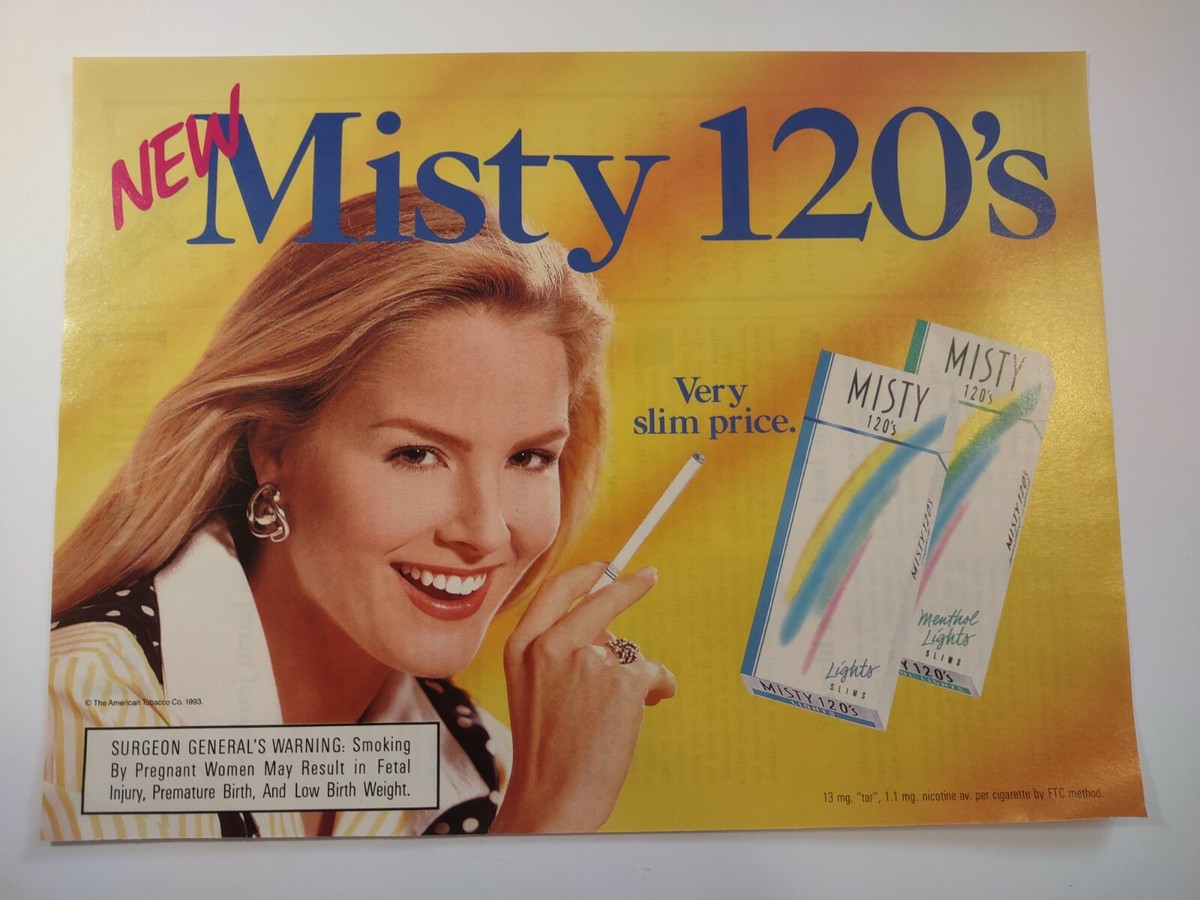 NEW
Misty 120's
Very
slim price.
MISTY
120's
MISTY 120's
Lights
SLIMS
MISTY 120's
LIGHTS
MISTY
120's
MISTY 120's
Menthol
Lights
SLIMS
Y 120's
LIGHTS
© The American Tobacco Co. 1993.
SURGEON GENERAL'S WARNING: Smoking
By Pregnant Women May Result in Fetal
Injury, Premature Birth, And Low Birth Weight.
13 mg. "tar", 1.1 mg. nicotine av. per cigarette by FTC method.